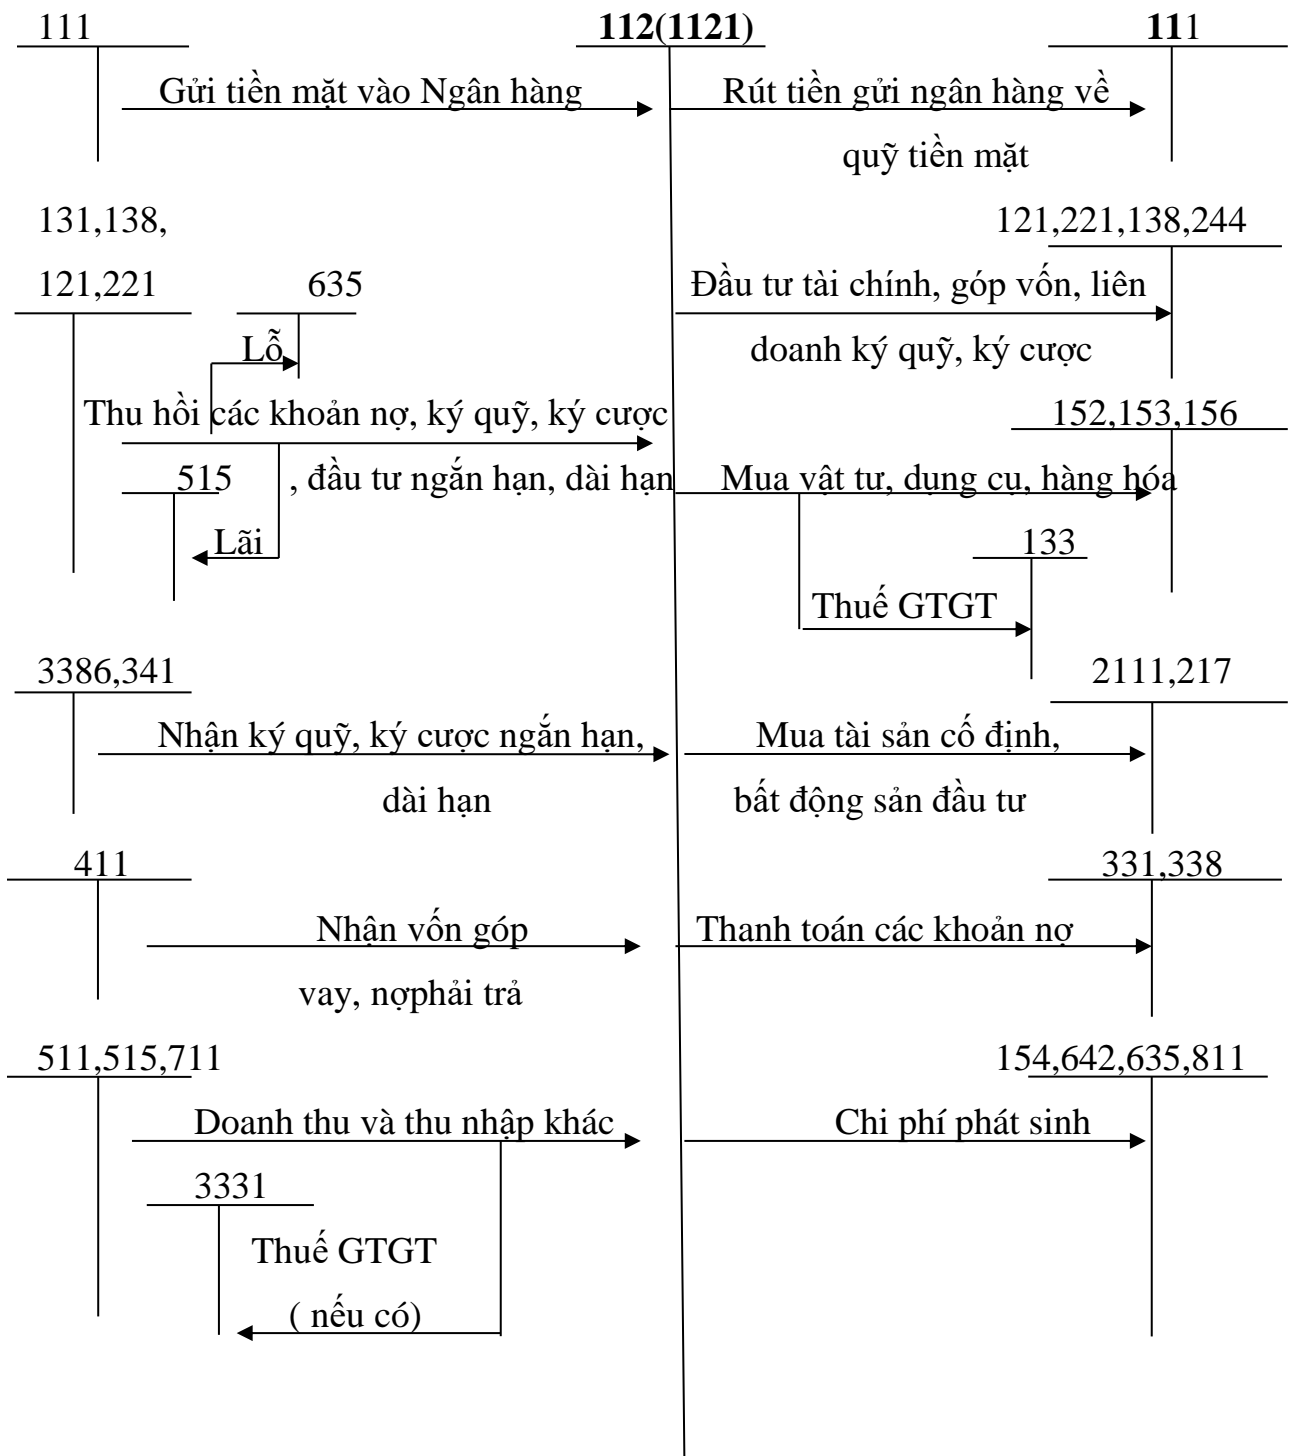 111
112(1121)
111
Gửi tiền mặt vào Ngân hàng
Rút tiền gửi ngân hàng về
quỹ tiền mặt
131,138,
121,221,138,244
121,221
635
Đầu tư tài chính, góp vốn, liên
Lỗ
doanh ký quỹ, ký cược
Thu hồi các khoản nợ, ký quỹ, ký cược
152,153,156
515
, đầu tư ngắn hạn, dài hạn
Mua vật tư, dụng cụ, hàng hóa
Lãi
133
Thuế GTGT
3386,341
2111,217
Nhận ký quỹ, ký cược ngắn hạn,
Mua tài sản cố định,
dài hạn
bất động sản đầu tư
411
331,338
Nhận vốn góp
Thanh toán các khoản nợ
vay, nợphải trả
511,515,711
154,642,635,811
Doanh thu và thu nhập khác
Chi phí phát sinh
3331
Thuế GTGT
( nếu có)